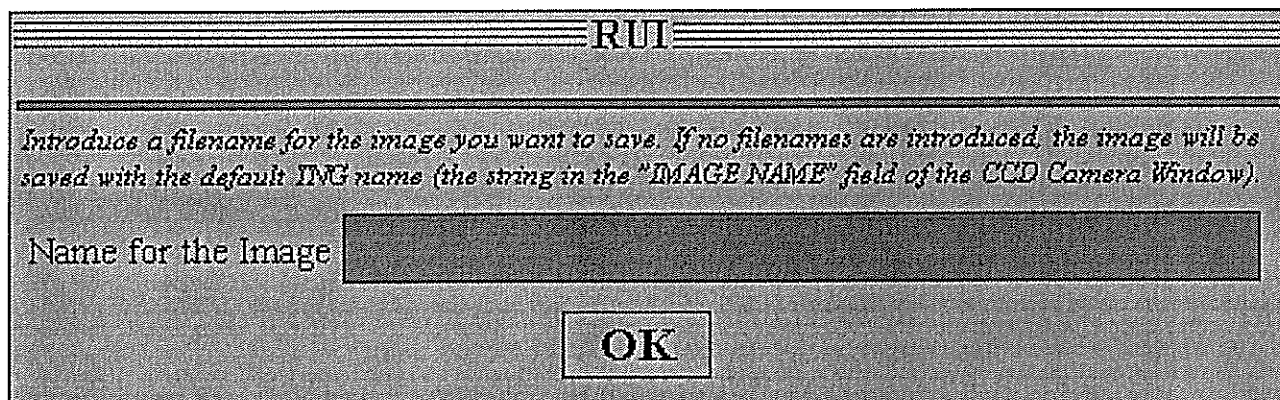 RUI
Introduce a filename for the image you want to save. If no filenames are introduced, the image will be
saved with the default ING name (the string in the "IMAGE NAME" field of the CCD Camera Window).
Name for the Image
OK